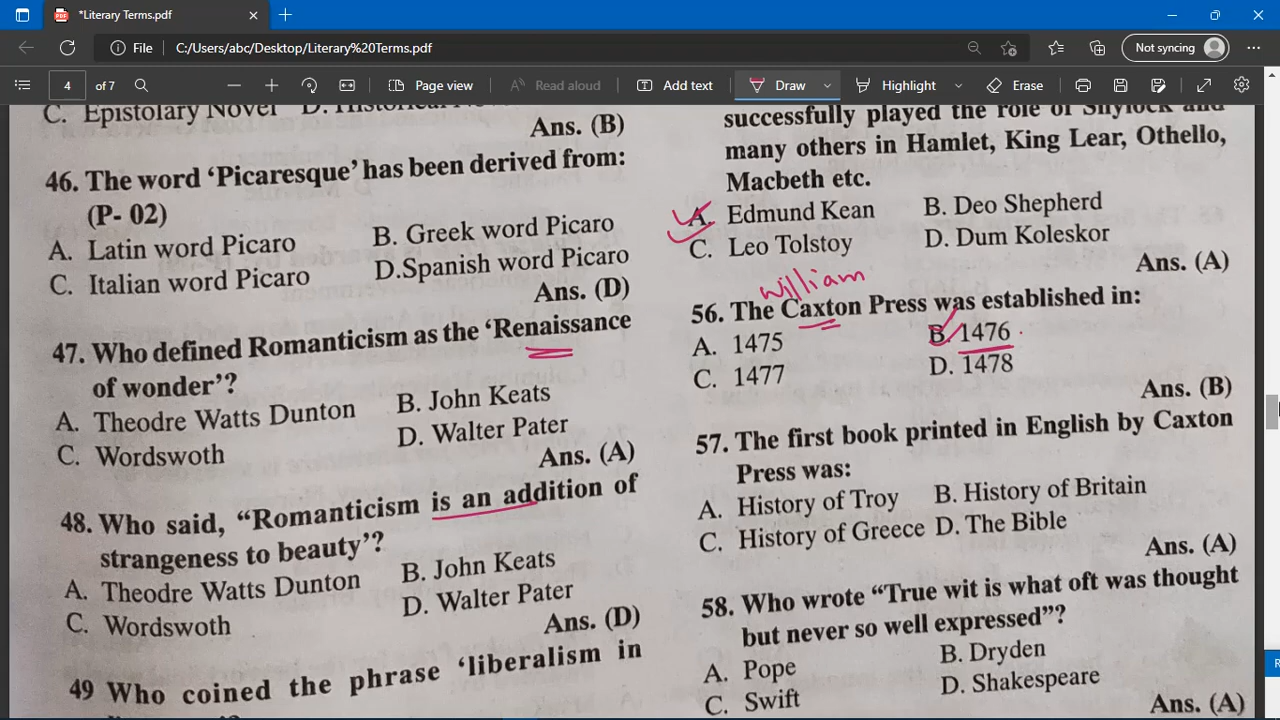 *Literary Terms.pdf
File
C:/Users/abc/Desktop/Literary%20Terms.pdf
Not syncing
4
of 7
Page view
Read aloud
Add text
Draw
Highlight
Erase
C. Epistolary Novel
Ans. (B)
46. The word ‘Picaresque’ has been derived from:
(P- 02)
A. Latin word Picaro
B. Greek word Picaro
C. Italian word Picaro
D.Spanish word Picaro
Ans. (D)
47. Who defined Romanticism as the ‘Renaissance
of wonder’?
A. Theodre Watts Dunton
B. John Keats
C. Wordswoth
D. Walter Pater
Ans. (A)
48. Who said, “Romanticism is an addition of
strangeness to beauty’?
A. Theodre Watts Dunton
B. John Keats
C. Wordswoth
D. Walter Pater
Ans. (D)
49 Who coined the phrase ‘liberalism in
successfully played the role of Shylock and
many others in Hamlet, King Lear, Othello,
Macbeth etc.
A. Edmund Kean
B. Deo Shepherd
C. Leo Tolstoy
D. Dum Koleskor
Ans. (A)
william
56. The Caxton Press was established in:
A. 1475
B. 1476
C. 1477
D. 1478
Ans. (B)
57. The first book printed in English by Caxton
Press was:
A. History of Troy
B. History of Britain
C. History of Greece D. The Bible
Ans. (A)
58. Who wrote “True wit is what oft was thought
but never so well expressed”?
A. Pope
B. Dryden
C. Swift
D. Shakespeare
Ans. (A)